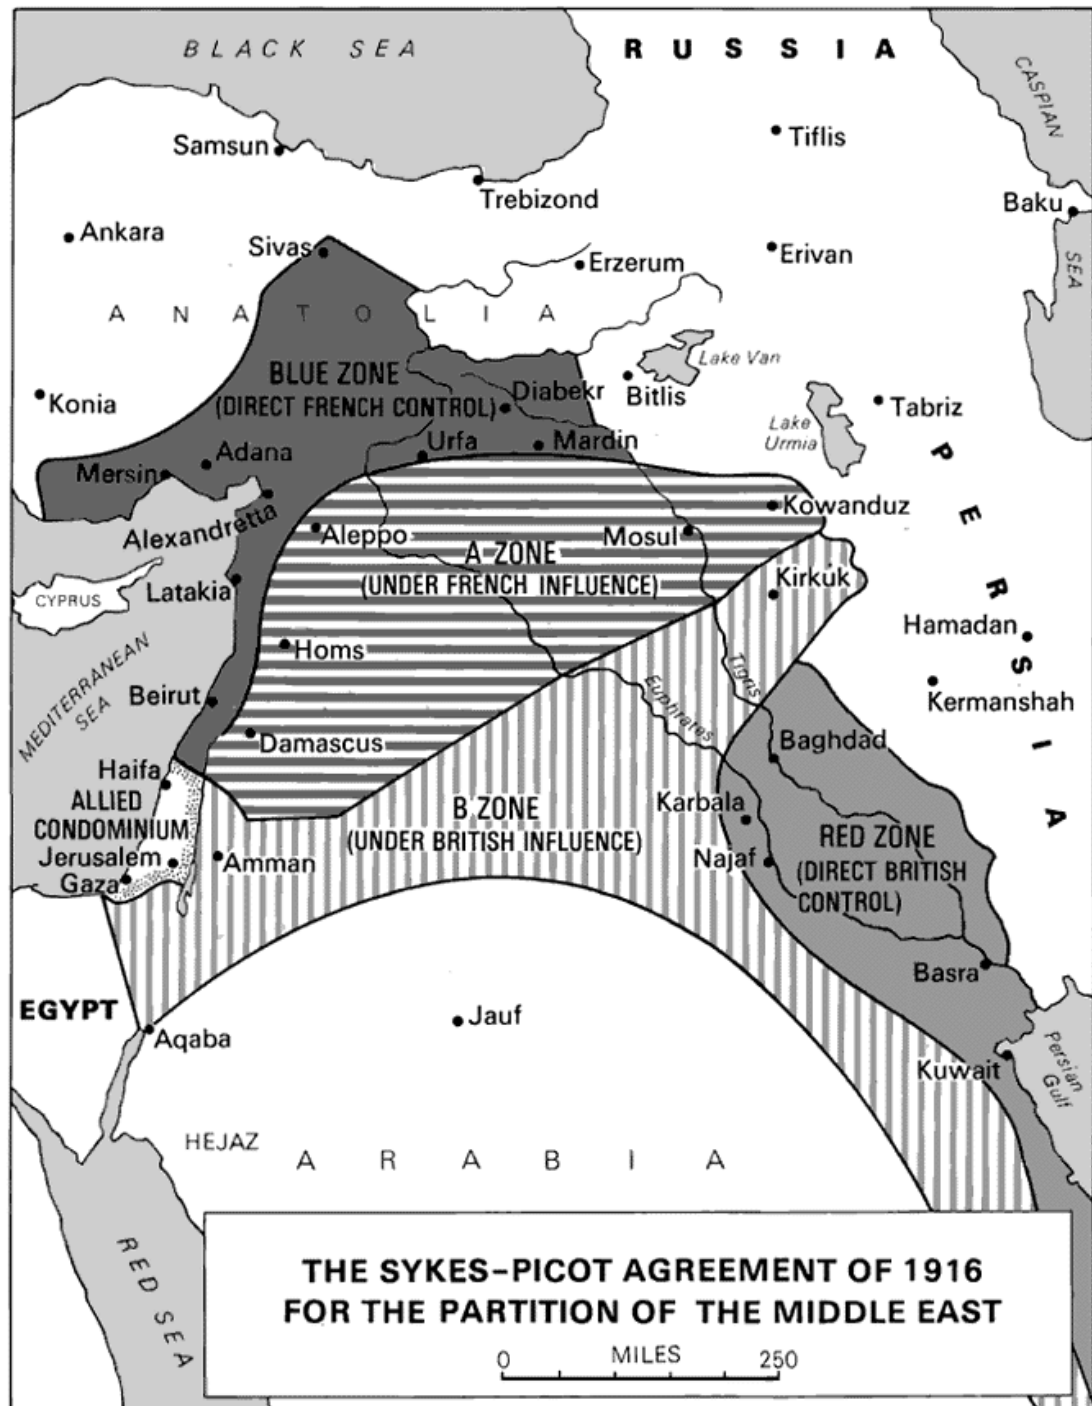 BLACK SEA
RUSSIA
CASPIAN
SEA
Samsun
Trebizond
Tiflis
Baku
Ankara
Sivas
Erzerum
Erivan
ANATOLIA
Lake Van
BLUE ZONE
(DIRECT FRENCH CONTROL)
Diabekr
Bitlis
Konia
Tabriz
Lake
Urmia
Urfa
Mardin
Adana
Mersin
PERSIA
Alexandretta
Aleppo
Mosul
Kowanduz
A ZONE
(UNDER FRENCH INFLUENCE)
Kirkuk
CYPRUS
Latakia
Hamadan
Homs
MEDITERRANEAN
SEA
Tigris
Euphrates
Kermanshah
Beirut
Damascus
Baghdad
Haifa
ALLIED
CONDOMINIUM
Jerusalem
Gaza
Amman
B ZONE
(UNDER BRITISH INFLUENCE)
Karbala
Najaf
RED ZONE
(DIRECT BRITISH
CONTROL)
Basra
EGYPT
Aqaba
Jauf
Kuwait
Persian
Gulf
HEJAZ
ARABIA
RED SEA
THE SYKES-PICOT AGREEMENT OF 1916
FOR THE PARTITION OF THE MIDDLE EAST
0 MILES 250